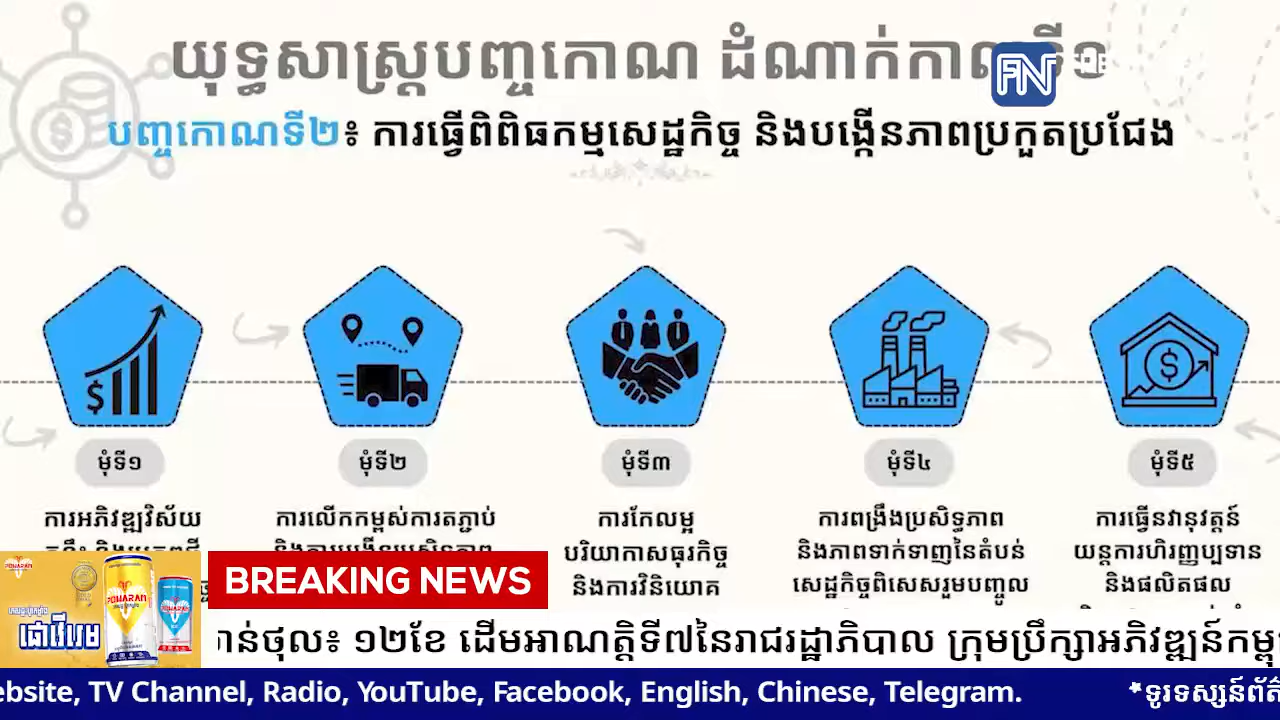 យុទ្ធសាស្ត្របញ្ចកោណ ដំណាក់កាលទី១
បញ្ចកោណទី២៖ ការធ្វើពិពិធកម្មសេដ្ឋកិច្ច និងបង្កើនភាពប្រកួតប្រជែង
PN
មុំទី១
មុំទី២
មុំទី៣
មុំទី៤
មុំទី៥
ការអភិវឌ្ឍវិស័យ
ការលើកកម្ពស់ការតភ្ជាប់
ការកែលម្អ
បរិយាកាសធុរកិច្ច
និងការវិនិយោគ
ការពង្រឹងប្រសិទ្ធភាព
និងភាពទាក់ទាញនៃតំបន់
សេដ្ឋកិច្ចពិសេសរួមបញ្ចូល
ការធ្វើនវានុវត្តន៍
យន្តការហិរញ្ញប្បទាន
និងផលិតផល
POWARAN
BREAKING NEWS
ថុល៖ ១២ខែ ដើមអាណត្តិទី៧នៃរាជរដ្ឋាភិបាល ក្រុមប្រឹក្សាអភិវឌ្ឍន៍កម្ពុ
ebsite, TV Channel, Radio, YouTube, Facebook, English, Chinese, Telegram.
*ទូរទស្សន៍ព័ត៌